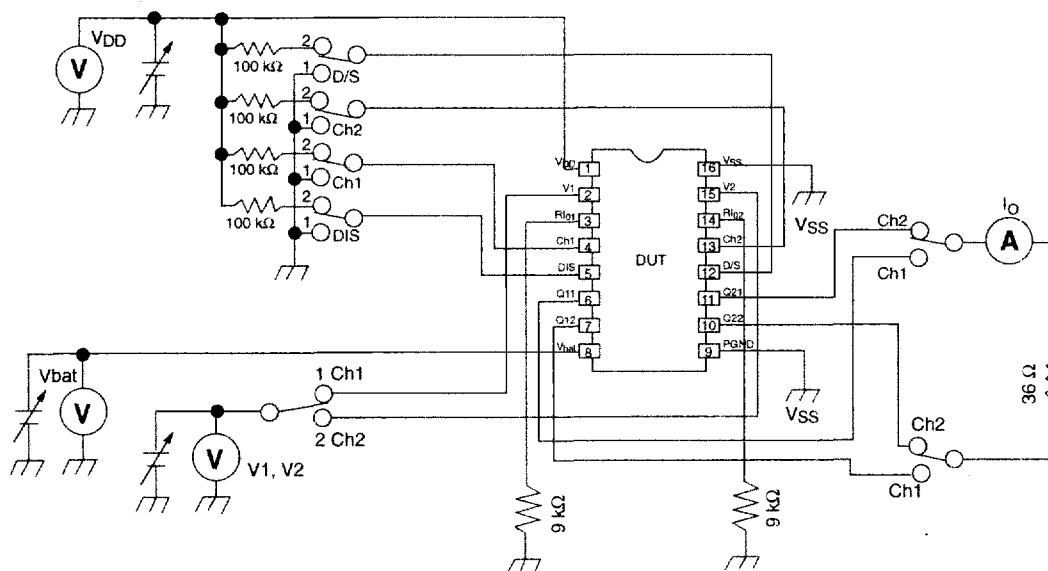 VDD
V
100 kΩ
2
1
D/S
100 kΩ
2
1
Ch2
100 kΩ
2
1
Ch1
100 kΩ
2
1
DIS
VDD
1
V1
2
RI01
3
Ch1
4
DIS
5
Q11
6
Q12
7
Vbat
8
DUT
16
VSS
15
V2
14
RI02
13
Ch2
12
D/S
11
Q21
10
Q22
9
PGND
VSS
VSS
Ch2
Ch1
IO
A
36 Ω
Ch2
Ch1
Vbat
V
1 Ch1
2 Ch2
V
V1, V2
9 kΩ
9 kΩ